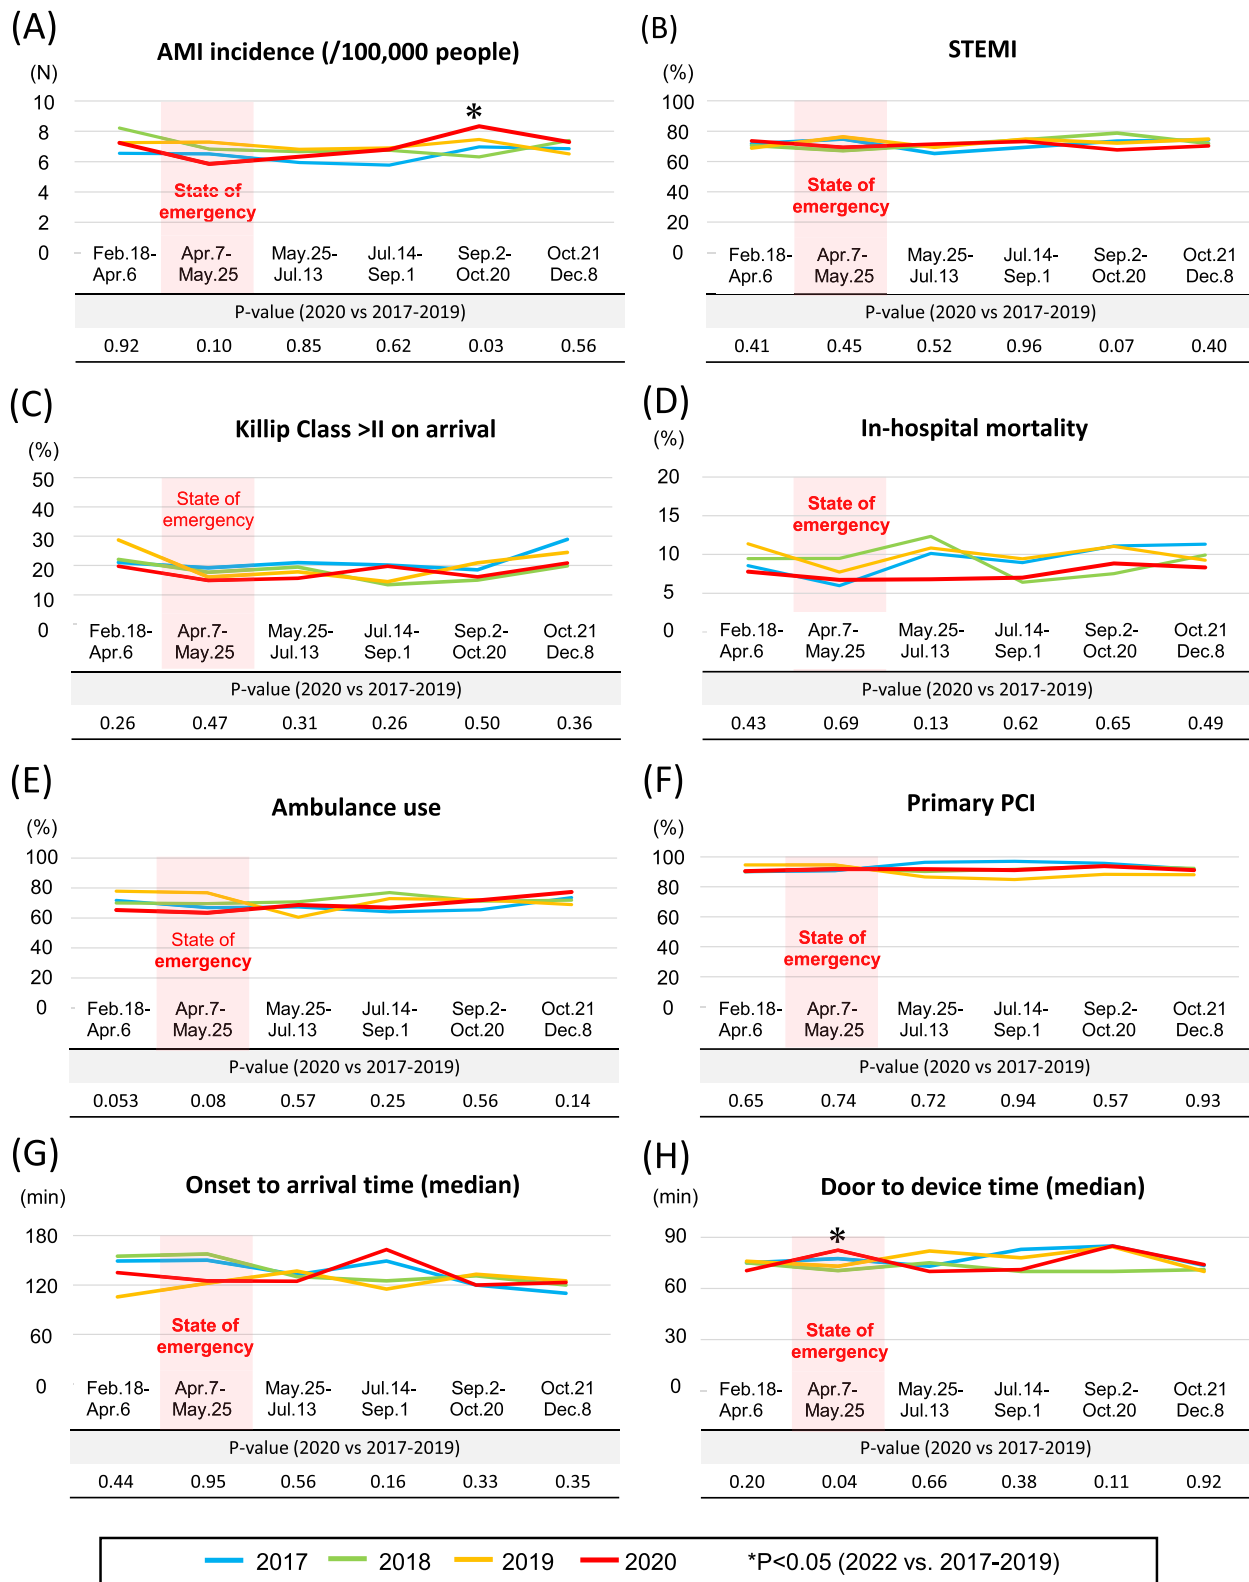 (A)
AMI incidence (/100,000 people)
(N)
10
8
6
4
2
0
*
State of
emergency
Feb.18-
Apr.6
Apr.7-
May.25
May.25-
Jul.13
Jul.14-
Sep.1
Sep.2-
Oct.20
Oct.21
Dec.8
P-value (2020 vs 2017-2019)
0.92 0.10 0.85 0.62 0.03 0.56
(B)
STEMI
(%)
100
80
60
40
20
0
State of
emergency
Feb.18-
Apr.6
Apr.7-
May.25
May.25-
Jul.13
Jul.14-
Sep.1
Sep.2-
Oct.20
Oct.21
Dec.8
P-value (2020 vs 2017-2019)
0.41 0.45 0.52 0.96 0.07 0.40
(C)
Killip Class >II on arrival
(%)
50
40
30
20
10
0
State of
emergency
Feb.18-
Apr.6
Apr.7-
May.25
May.25-
Jul.13
Jul.14-
Sep.1
Sep.2-
Oct.20
Oct.21
Dec.8
P-value (2020 vs 2017-2019)
0.26 0.47 0.31 0.26 0.50 0.36
(D)
In-hospital mortality
(%)
20
15
10
5
0
State of
emergency
Feb.18-
Apr.6
Apr.7-
May.25
May.25-
Jul.13
Jul.14-
Sep.1
Sep.2-
Oct.20
Oct.21
Dec.8
P-value (2020 vs 2017-2019)
0.43 0.69 0.13 0.62 0.65 0.49
(E)
Ambulance use
(%)
100
80
60
40
20
0
State of
emergency
Feb.18-
Apr.6
Apr.7-
May.25
May.25-
Jul.13
Jul.14-
Sep.1
Sep.2-
Oct.20
Oct.21
Dec.8
P-value (2020 vs 2017-2019)
0.053 0.08 0.57 0.25 0.56 0.14
(F)
Primary PCI
(%)
100
80
60
40
20
0
State of
emergency
Feb.18-
Apr.6
Apr.7-
May.25
May.25-
Jul.13
Jul.14-
Sep.1
Sep.2-
Oct.20
Oct.21
Dec.8
P-value (2020 vs 2017-2019)
0.65 0.74 0.72 0.94 0.57 0.93
(G)
Onset to arrival time (median)
(min)
180
120
60
0
State of
emergency
Feb.18-
Apr.6
Apr.7-
May.25
May.25-
Jul.13
Jul.14-
Sep.1
Sep.2-
Oct.20
Oct.21
Dec.8
P-value (2020 vs 2017-2019)
0.44 0.95 0.56 0.16 0.33 0.35
(H)
Door to device time (median)
(min)
90
60
30
0
*
State of
emergency
Feb.18-
Apr.6
Apr.7-
May.25
May.25-
Jul.13
Jul.14-
Sep.1
Sep.2-
Oct.20
Oct.21
Dec.8
P-value (2020 vs 2017-2019)
0.20 0.04 0.66 0.38 0.11 0.92
2017 2018 2019 2020 *P<0.05 (2022 vs. 2017-2019)